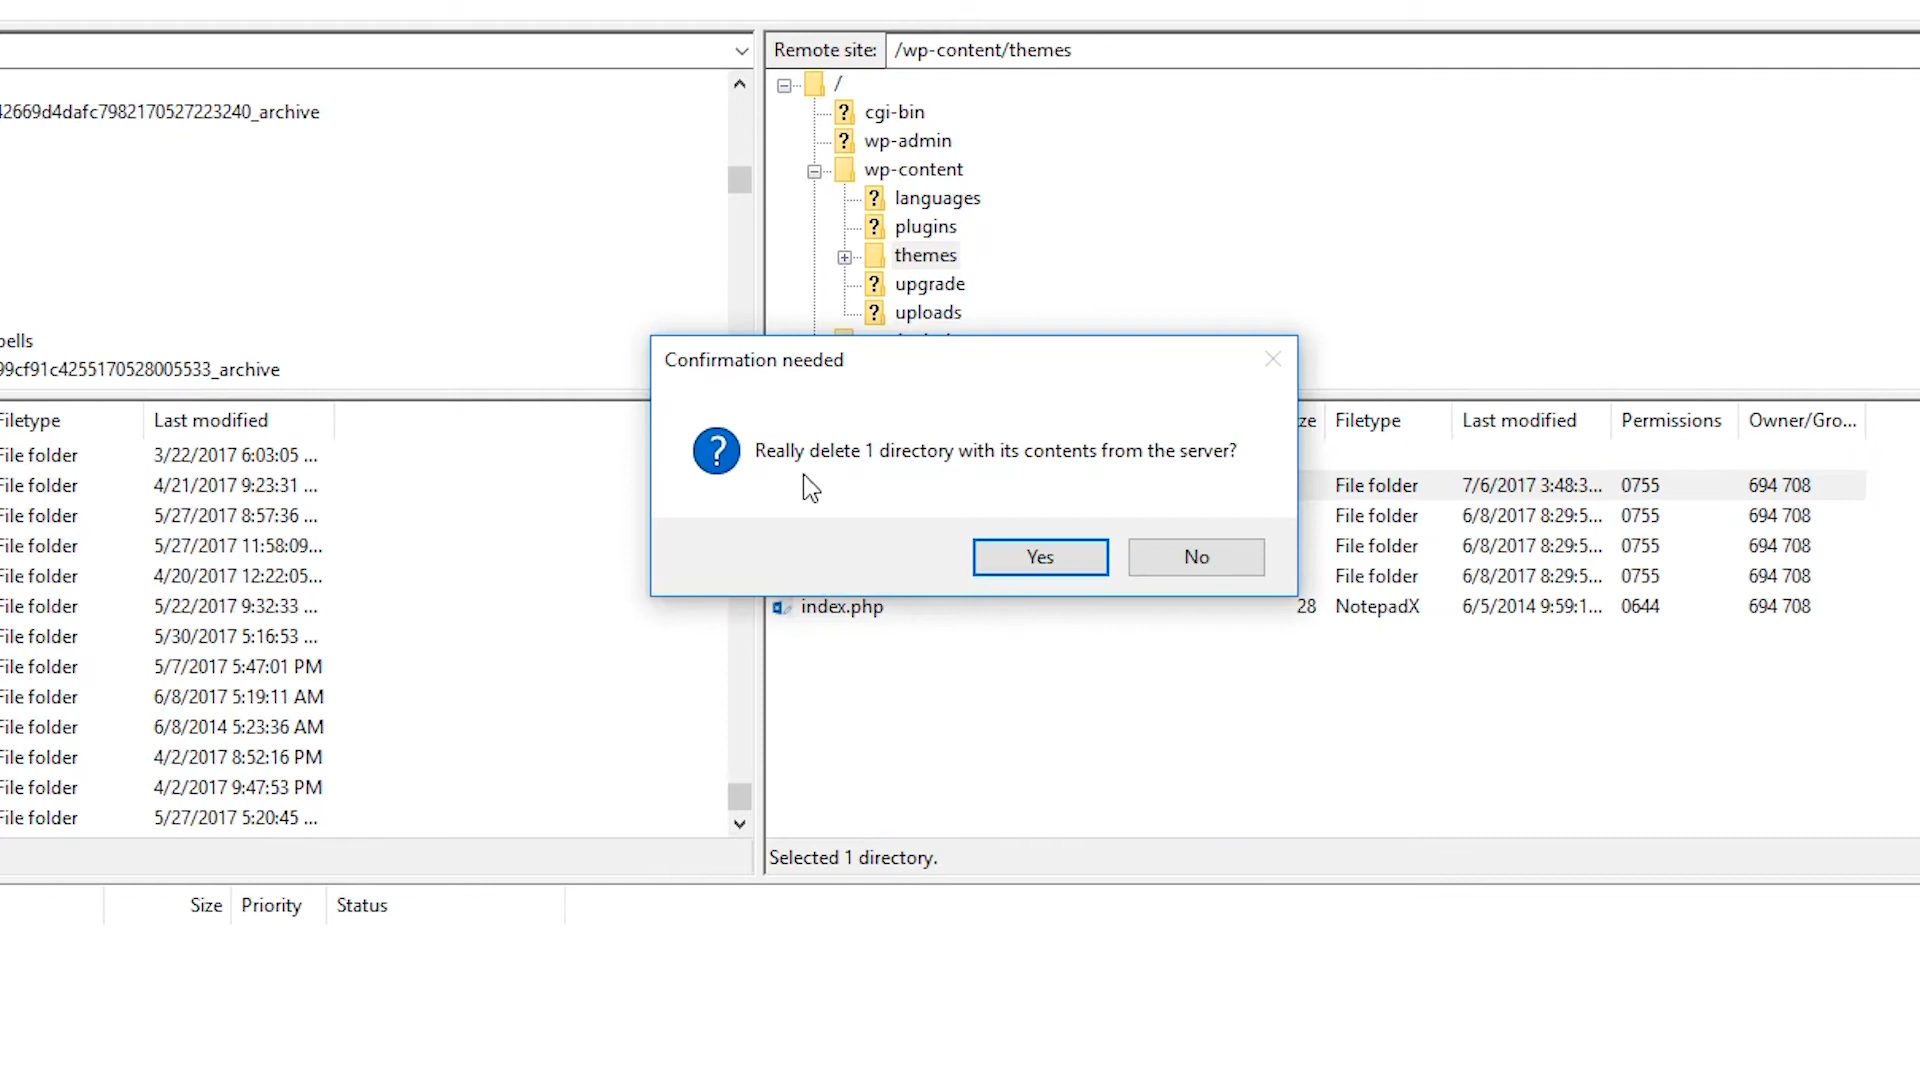 Remote site: /wp-content/themes
/
42669d4dafc7982170527223240_archive
cgi-bin
wp-admin
wp-content
languages
plugins
themes
upgrade
uploads
99cf91c4255170528005533_archive
Confirmation needed
Really delete 1 directory with its contents from the server?
Yes
No
Filetype Last modified
File folder 3/22/2017 6:03:05 ...
File folder 4/21/2017 9:23:31 ...
File folder 5/27/2017 8:57:36 ...
File folder 5/27/2017 11:58:09...
File folder 4/20/2017 12:22:05...
File folder 5/22/2017 9:32:33 ...
File folder 5/30/2017 5:16:53 ...
File folder 5/7/2017 5:47:01 PM
File folder 6/8/2017 5:19:11 AM
File folder 6/8/2014 5:23:36 AM
File folder 4/2/2017 8:52:16 PM
File folder 4/2/2017 9:47:53 PM
File folder 5/27/2017 5:20:45 ...
Filetype Last modified Permissions Owner/Gro...
File folder 7/6/2017 3:48:3... 0755 694 708
File folder 6/8/2017 8:29:5... 0755 694 708
File folder 6/8/2017 8:29:5... 0755 694 708
File folder 6/8/2017 8:29:5... 0755 694 708
index.php 28 NotepadX 6/5/2014 9:59:1... 0644 694 708
Selected 1 directory.
Size Priority Status